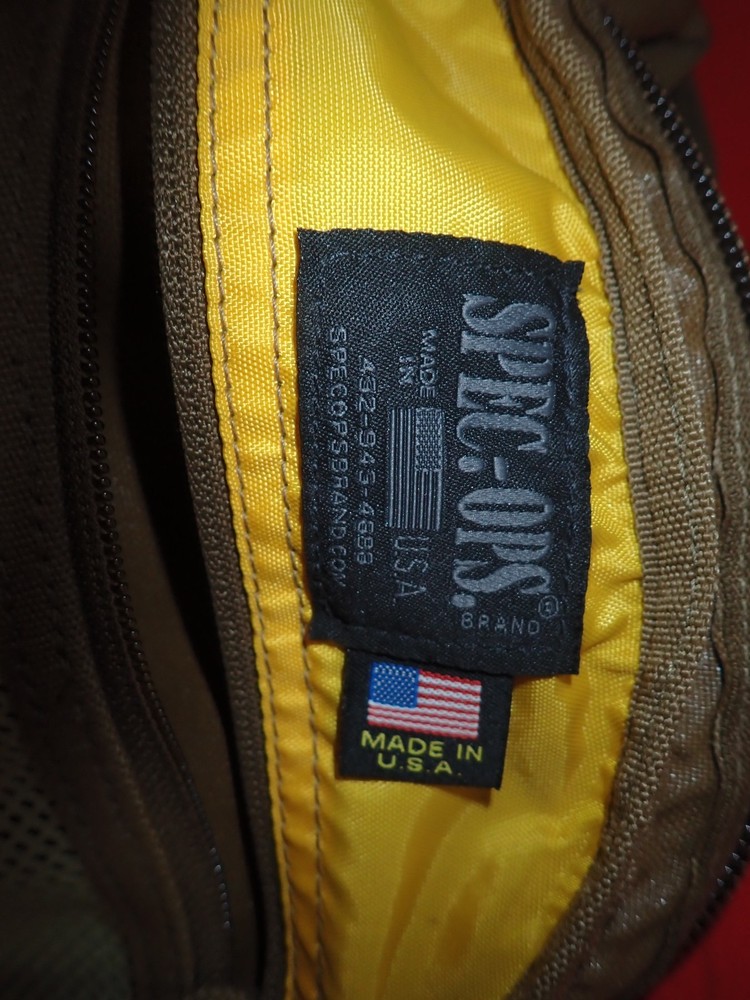 SPEC.-OPS.
BRAND®
MADE IN U.S.A.
432-943-4888
SPECOPSBRAND.COM
MADE IN
U.S.A.